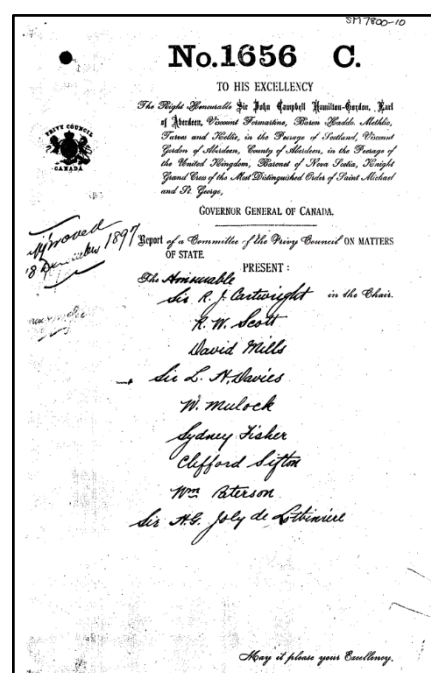 SM7800-10
No. 1656 C.
TO HIS EXCELLENCY
The Right Honourable Sir John Campbell Hamilton-Gordon, Earl
of Aberdeen, Viscount Formartine, Baron Haddo, Methlic,
Tarves and Kellie, in the Peerage of Scotland, Viscount
Gordon of Aberdeen, County of Aberdeen, in the Peerage of
the United Kingdom, Baronet of Nova Scotia, Knight
Grand Cross of the Most Distinguished Order of Saint Michael
and St. George,
PRIVY COUNCIL
CANADA
GOVERNOR GENERAL OF CANADA.
Approved
18 December 1897
Report of a Committee of the Privy Council ON MATTERS
OF STATE.
PRESENT:
The Honourable
Sir R. J. Cartwright in the Chair.
R. W. Scott
David Mills
Sir L. H. Davies
W. Mulock
Sydney Fisher
Clifford Sifton
Wm Paterson
Sir H.G. Joly de Lotbiniere
May it please your Excellency,